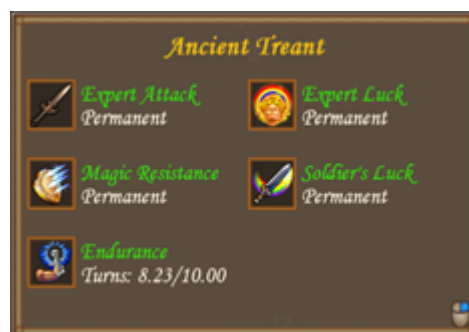 Ancient Treant
Expert Attack
Permanent
Expert Luck
Permanent
Magic Resistance
Permanent
Soldier's Luck
Permanent
Endurance
Turns: 8.23/10.00
12